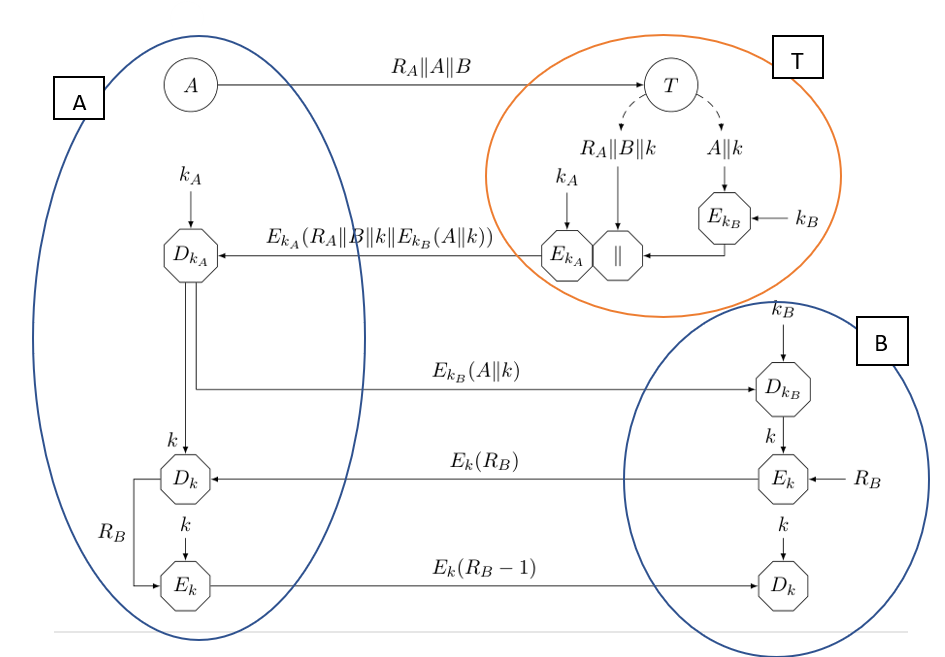 T
A
A
R_A∥A∥B
T
R_A∥B∥k
A∥k
k_A
k_A
E_{k_B}
k_B
D_{k_A}
E_{k_A}(R_A∥B∥k∥E_{k_B}(A∥k))
E_{k_A}
∥
k_B
B
E_{k_B}(A∥k)
D_{k_B}
k
k
D_k
E_k(R_B)
E_k
R_B
R_B
k
k
E_k
E_k(R_B − 1)
D_k